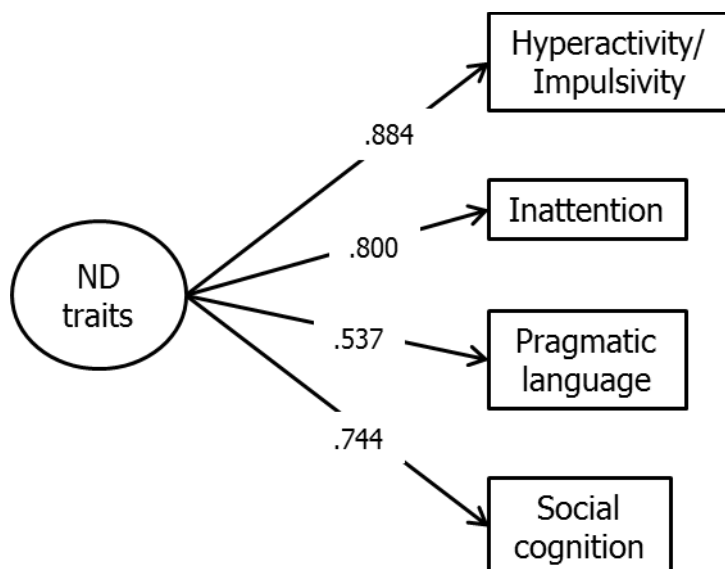 Hyperactivity/
Impulsivity
.884
Inattention
.800
ND
traits
.537
Pragmatic
language
.744
Social
cognition